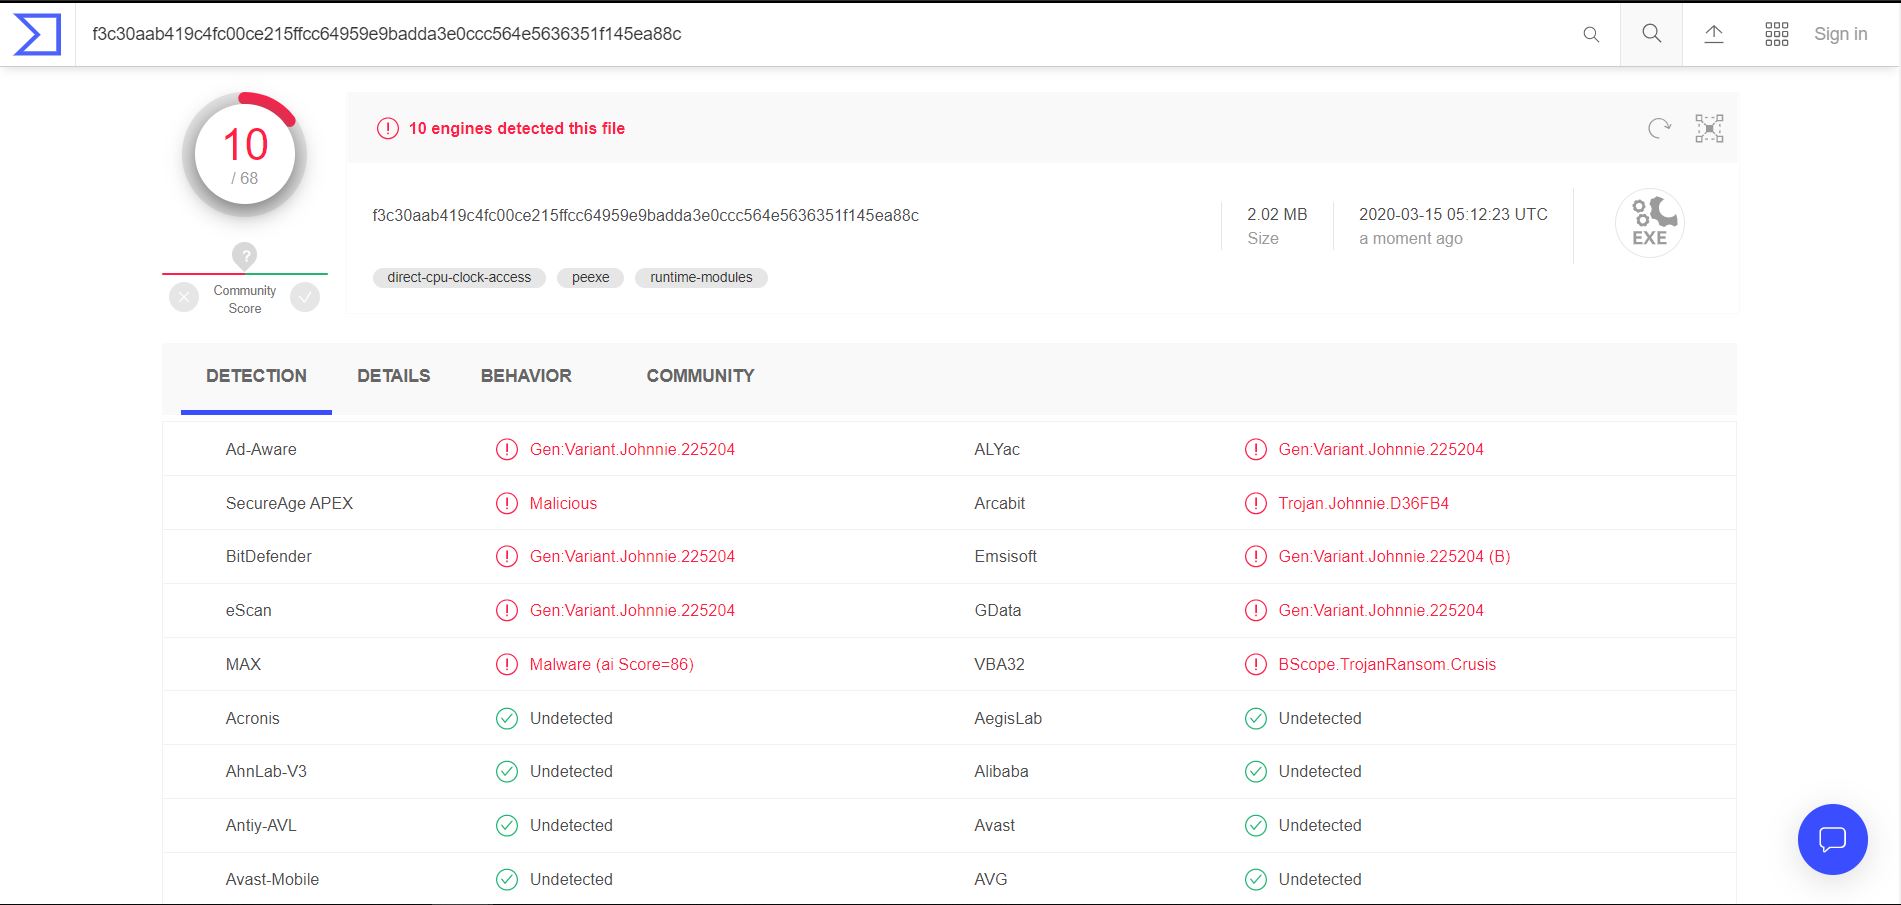 f3c30aab419c4fc00ce215ffcc64959e9badda3e0ccc564e5636351f145ea88c
Sign in
10
/ 68
10 engines detected this file
f3c30aab419c4fc00ce215ffcc64959e9badda3e0ccc564e5636351f145ea88c
2.02 MB
Size
2020-03-15 05:12:23 UTC
a moment ago
EXE
direct-cpu-clock-access
peexe
runtime-modules
?
Community
Score
DETECTION
DETAILS
BEHAVIOR
COMMUNITY
Ad-Aware Gen:Variant.Johnnie.225204 ALYac Gen:Variant.Johnnie.225204
SecureAge APEX Malicious Arcabit Trojan.Johnnie.D36FB4
BitDefender Gen:Variant.Johnnie.225204 Emsisoft Gen:Variant.Johnnie.225204 (B)
eScan Gen:Variant.Johnnie.225204 GData Gen:Variant.Johnnie.225204
MAX Malware (ai Score=86) VBA32 BScope.TrojanRansom.Crusis
Acronis Undetected AegisLab Undetected
AhnLab-V3 Undetected Alibaba Undetected
Antiy-AVL Undetected Avast Undetected
Avast-Mobile Undetected AVG Undetected